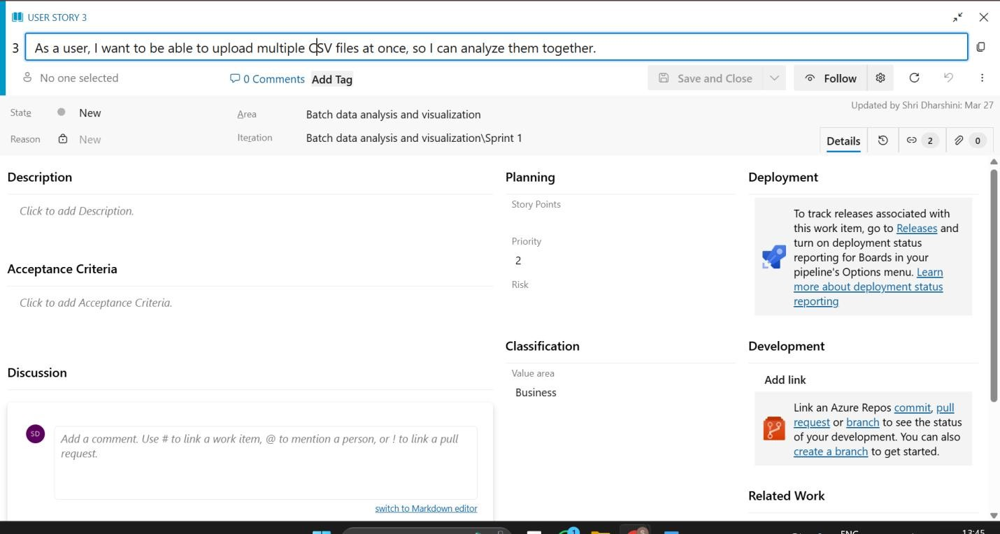 USER STORY 3
3 As a user, I want to be able to upload multiple CSV files at once, so I can analyze them together.
No one selected
0 Comments
Add Tag
Save and Close
Follow
State
New
Area
Batch data analysis and visualization
Updated by Shri Dharshini: Mar 27
Reason
New
Iteration
Batch data analysis and visualization\Sprint 1
Details
2
0
Description
Click to add Description.
Acceptance Criteria
Click to add Acceptance Criteria.
Discussion
SD
Add a comment. Use # to link a work item, @ to mention a person, or ! to link a pull
request.
switch to Markdown editor
Planning
Story Points
Priority
2
Risk
Classification
Value area
Business
Deployment
To track releases associated with
this work item, go to Releases and
turn on deployment status
reporting for Boards in your
pipeline's Options menu. Learn
more about deployment status
reporting
Development
Add link
Link an Azure Repos commit, pull
request or branch to see the status
of your development. You can also
create a branch to get started.
Related Work
1
S
ENG
13:45